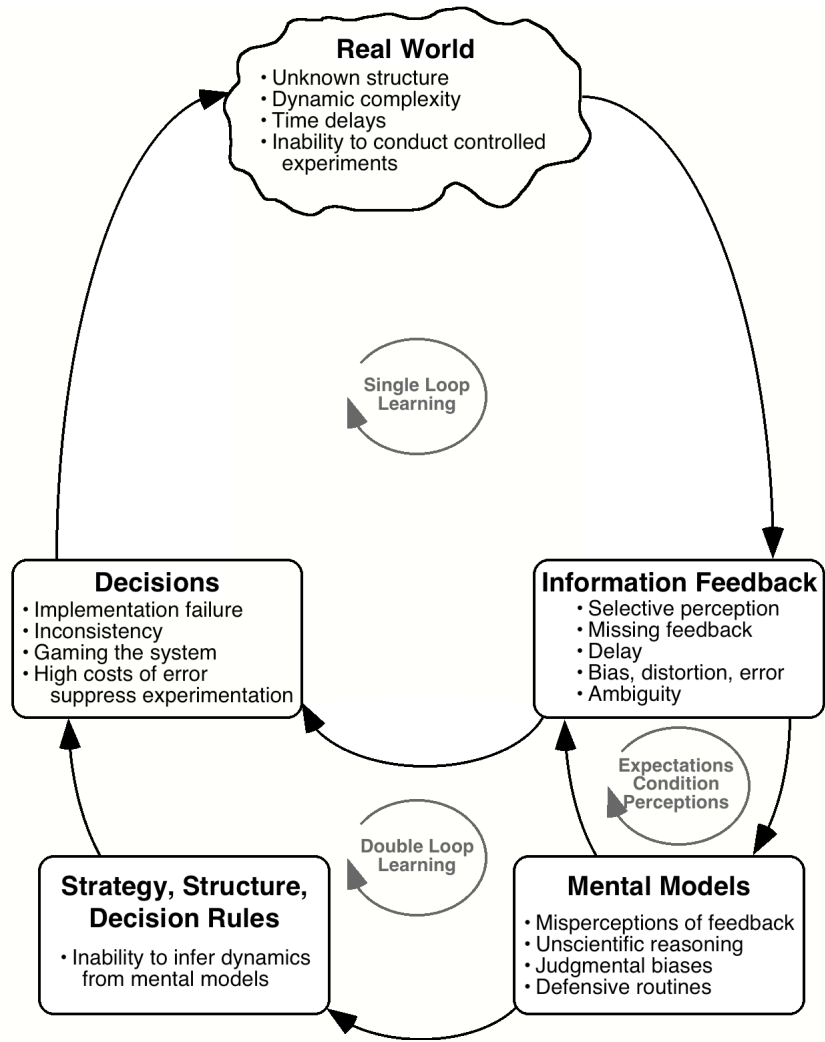 Real World
• Unknown structure
• Dynamic complexity
• Time delays
• Inability to conduct controlled
experiments
Single Loop
Learning
Decisions
• Implementation failure
• Inconsistency
• Gaming the system
• High costs of error
suppress experimentation
Information Feedback
• Selective perception
• Missing feedback
• Delay
• Bias, distortion, error
• Ambiguity
Expectations
Condition
Perceptions
Double Loop
Learning
Strategy, Structure,
Decision Rules
• Inability to infer dynamics
from mental models
Mental Models
• Misperceptions of feedback
• Unscientific reasoning
• Judgmental biases
• Defensive routines